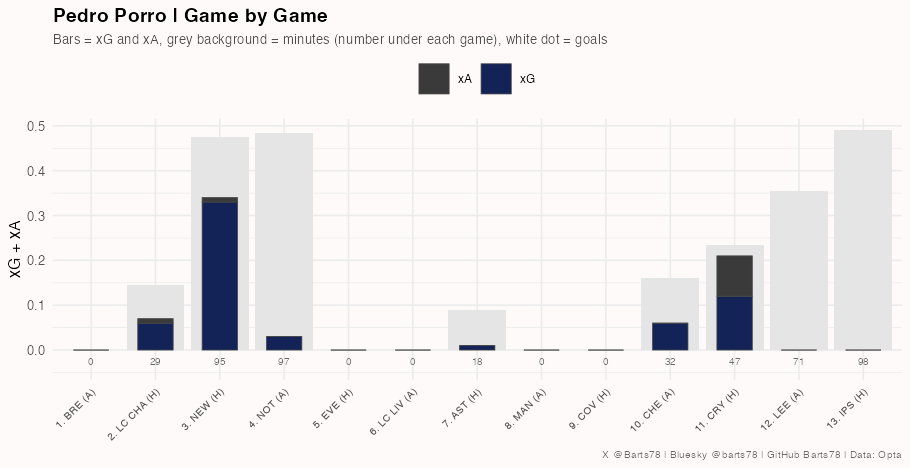 Pedro Porro | Game by Game
Bars = xG and xA, grey background = minutes (number under each game), white dot = goals
xA xG
xG + xA
0.5
0.4
0.3
0.2
0.1
0.0
0 29 95 97 0 0 18 0 0 32 47 71 98
1. BRE (A)
2. LC CHA (H)
3. NEW (H)
4. NOT (A)
5. EVE (H)
6. LC LIV (A)
7. AST (H)
8. MAN (A)
9. COV (H)
10. CHE (A)
11. CRY (H)
12. LEE (A)
13. IPS (H)
X @Barts78 | Bluesky @barts78 | GitHub Barts78 | Data: Opta